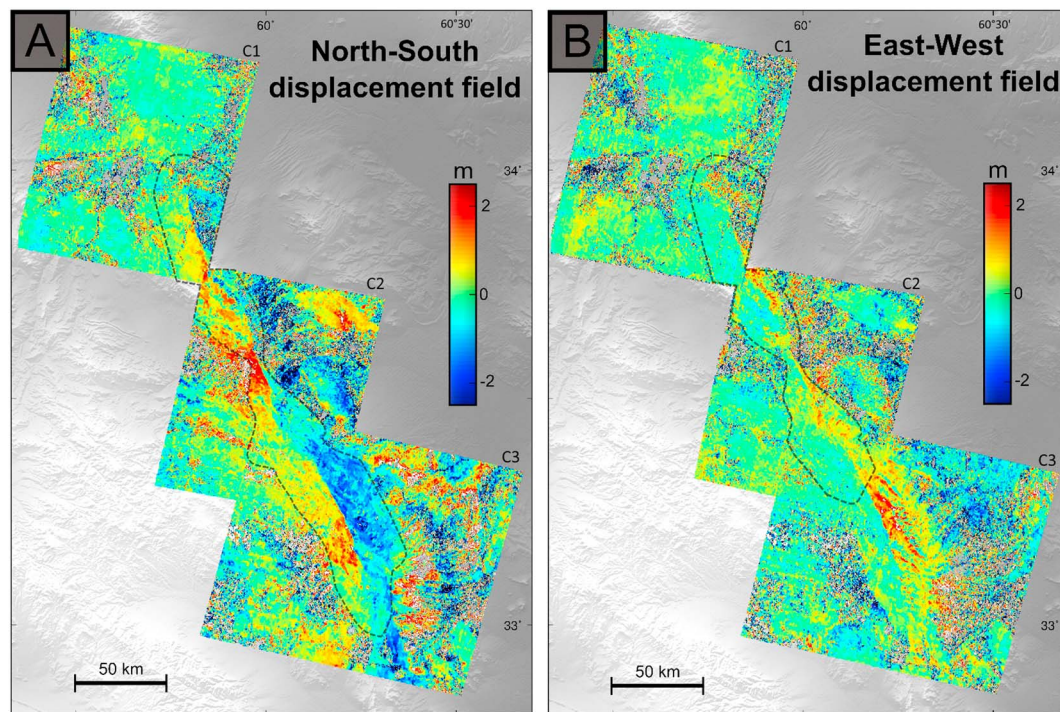 A
60°
60°30'
C1
North-South
displacement field
34°
m
2
0
-2
C2
C3
33°
50 km
B
60°
60°30'
C1
East-West
displacement field
34°
m
2
0
-2
C2
C3
33°
50 km